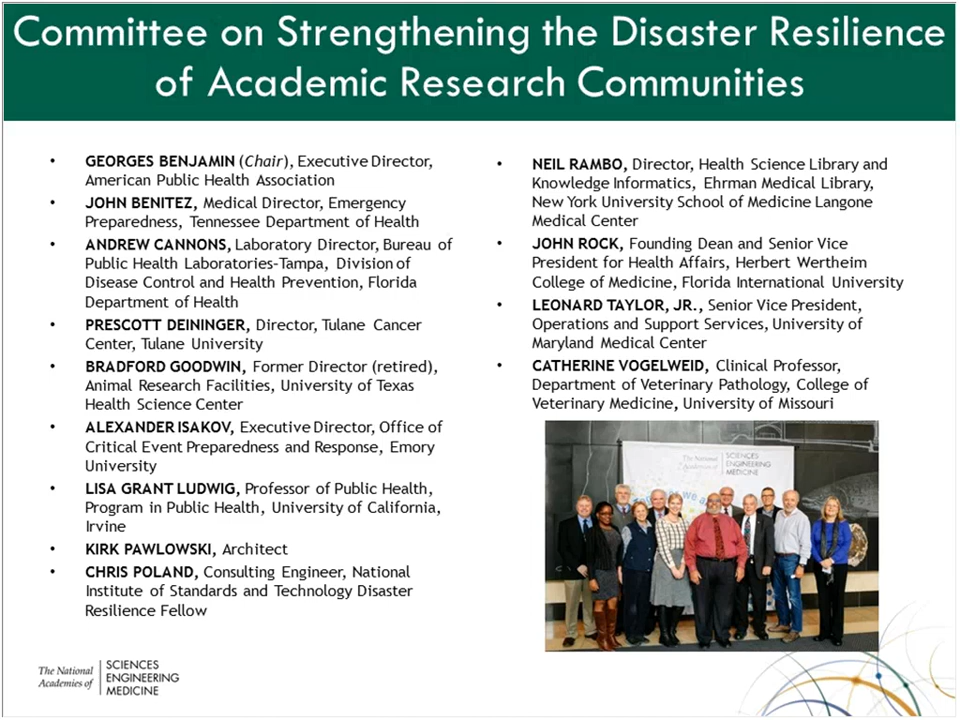 Committee on Strengthening the Disaster Resilience
of Academic Research Communities
• GEORGES BENJAMIN (Chair), Executive Director,
American Public Health Association
• JOHN BENITEZ, Medical Director, Emergency
Preparedness, Tennessee Department of Health
• ANDREW CANNONS, Laboratory Director, Bureau of
Public Health Laboratories-Tampa, Division of
Disease Control and Health Prevention, Florida
Department of Health
• PRESCOTT DEININGER, Director, Tulane Cancer
Center, Tulane University
• BRADFORD GOODWIN, Former Director (retired),
Animal Research Facilities, University of Texas
Health Science Center
• ALEXANDER ISAKOV, Executive Director, Office of
Critical Event Preparedness and Response, Emory
University
• LISA GRANT LUDWIG, Professor of Public Health,
Program in Public Health, University of California,
Irvine
• KIRK PAWLOWSKI, Architect
• CHRIS POLAND, Consulting Engineer, National
Institute of Standards and Technology Disaster
Resilience Fellow
• NEIL RAMBO, Director, Health Science Library and
Knowledge Informatics, Ehrman Medical Library,
New York University School of Medicine Langone
Medical Center
• JOHN ROCK, Founding Dean and Senior Vice
President for Health Affairs, Herbert Wertheim
College of Medicine, Florida International University
• LEONARD TAYLOR, JR., Senior Vice President,
Operations and Support Services, University of
Maryland Medical Center
• CATHERINE VOGELWEID, Clinical Professor,
Department of Veterinary Pathology, College of
Veterinary Medicine, University of Missouri
The National
Academies of
SCIENCES
ENGINEERING
MEDICINE
The National
Academies of
SCIENCES
ENGINEERING
MEDICINE